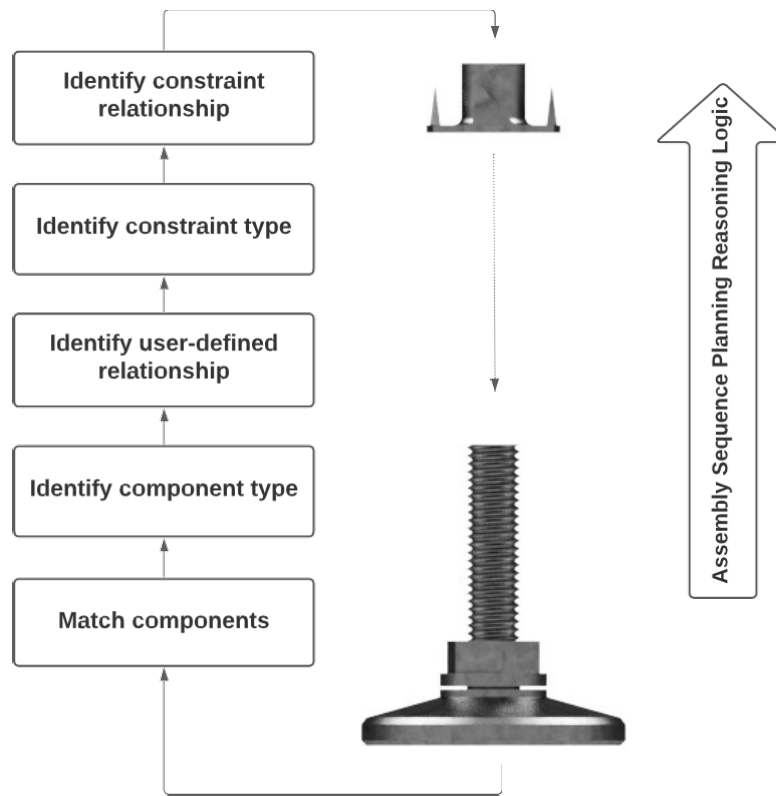 Identify constraint
relationship
Identify constraint type
Identify user-defined
relationship
Identify component type
Match components
Assembly Sequence Planning Reasoning Logic